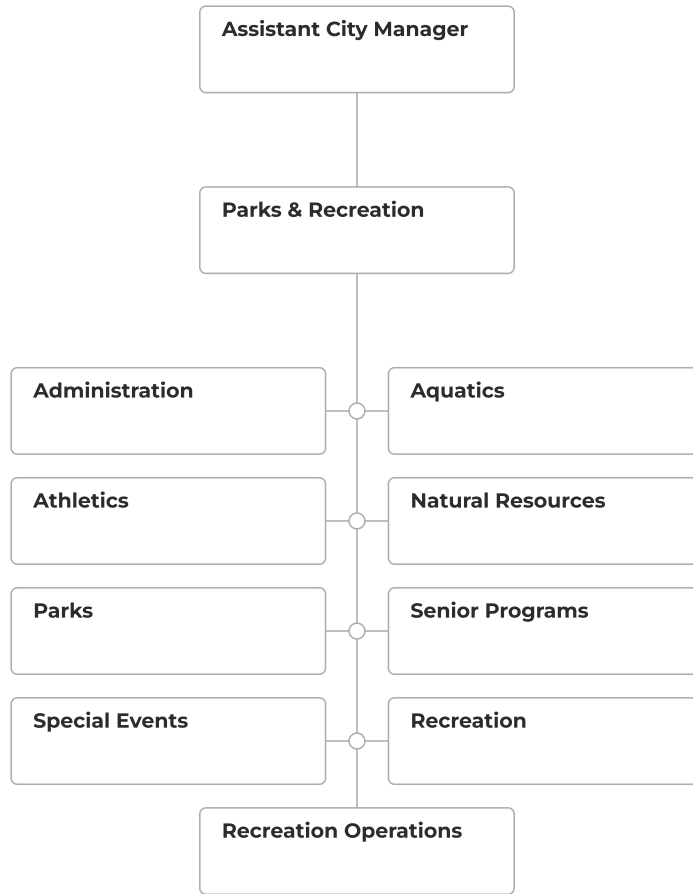 Assistant City Manager
Parks & Recreation
Administration
Aquatics
Athletics
Natural Resources
Parks
Senior Programs
Special Events
Recreation
Recreation Operations